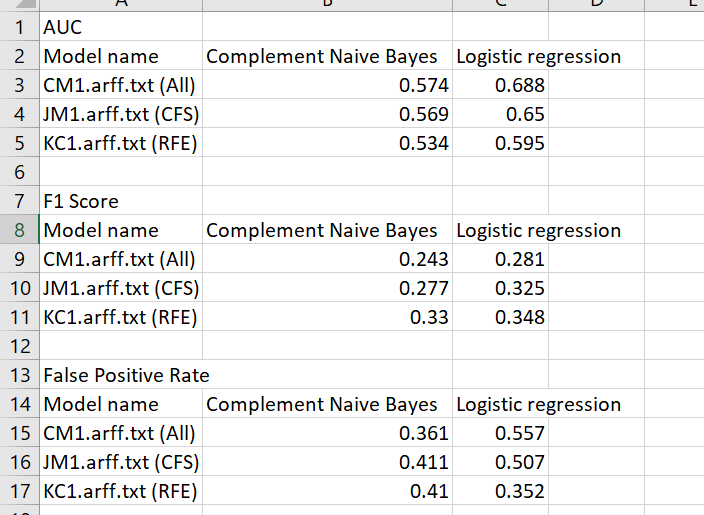 A B C D E
1 AUC
2 Model name Complement Naive Bayes Logistic regression
3 CM1.arff.txt (All) 0.574 0.688
4 JM1.arff.txt (CFS) 0.569 0.65
5 KC1.arff.txt (RFE) 0.534 0.595
6
7 F1 Score
8 Model name Complement Naive Bayes Logistic regression
9 CM1.arff.txt (All) 0.243 0.281
10 JM1.arff.txt (CFS) 0.277 0.325
11 KC1.arff.txt (RFE) 0.33 0.348
12
13 False Positive Rate
14 Model name Complement Naive Bayes Logistic regression
15 CM1.arff.txt (All) 0.361 0.557
16 JM1.arff.txt (CFS) 0.411 0.507
17 KC1.arff.txt (RFE) 0.41 0.352